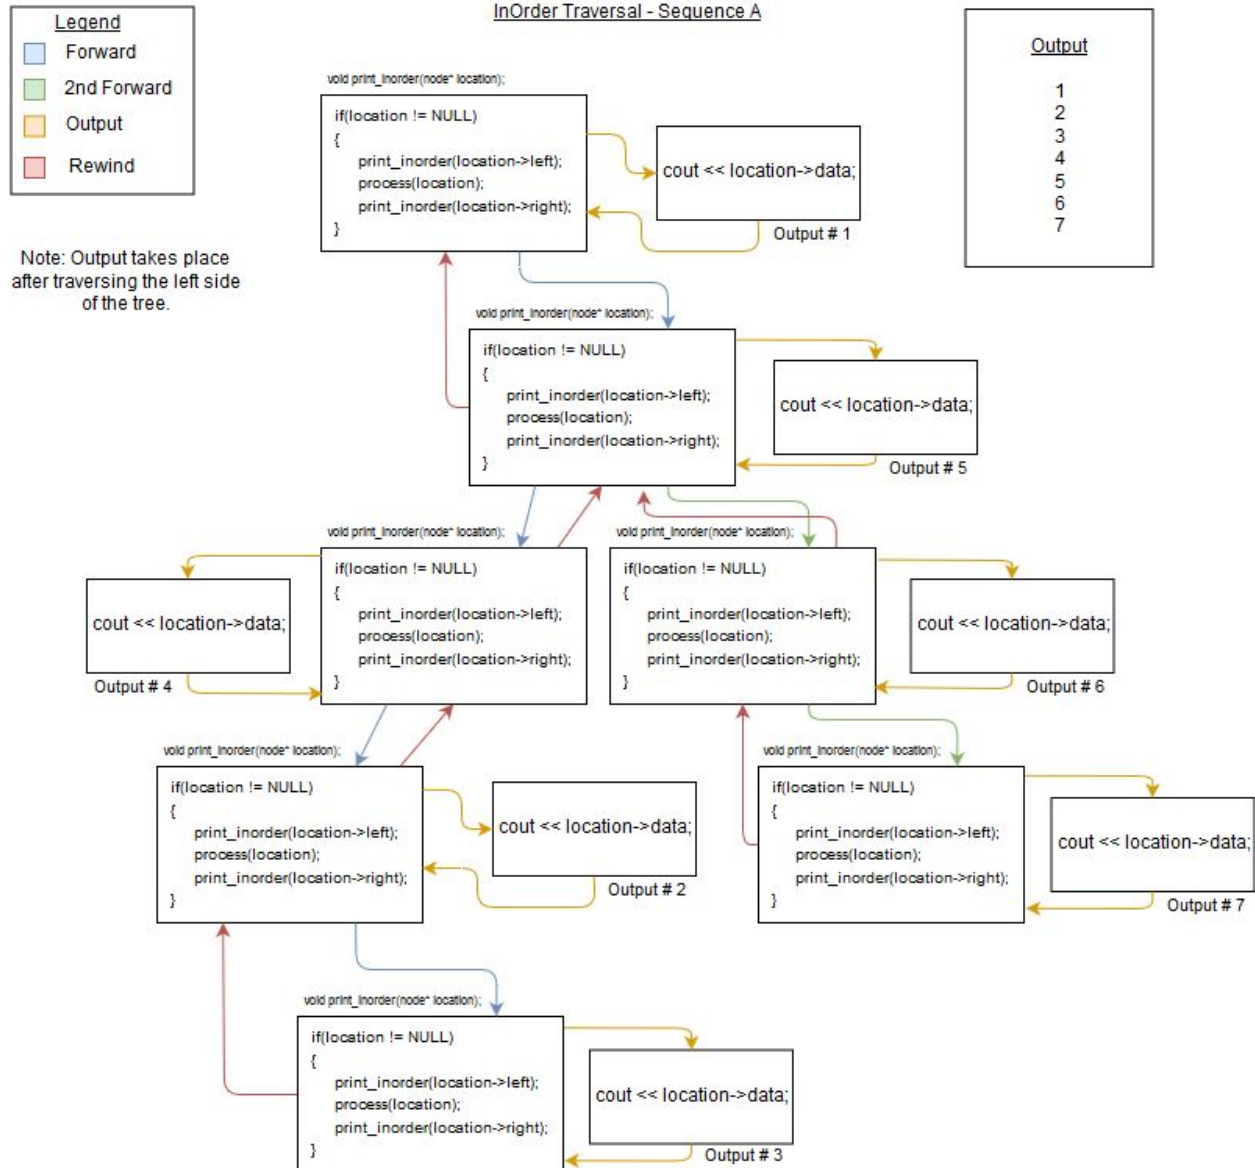 InOrder Traversal - Sequence A
Legend
Forward
2nd Forward
Output
Rewind
Note: Output takes place
after traversing the left side
of the tree.
Output
1
2
3
4
5
6
7
void print_inorder(node* location);
if(location != NULL)
{
print_inorder(location->left);
process(location);
print_inorder(location->right);
}
cout << location->data;
Output # 1
void print_inorder(node* location);
if(location != NULL)
{
print_inorder(location->left);
process(location);
print_inorder(location->right);
}
cout << location->data;
Output # 5
void print_inorder(node* location);
if(location != NULL)
{
print_inorder(location->left);
process(location);
print_inorder(location->right);
}
cout << location->data;
Output # 4
void print_inorder(node* location);
if(location != NULL)
{
print_inorder(location->left);
process(location);
print_inorder(location->right);
}
cout << location->data;
Output # 6
void print_inorder(node* location);
if(location != NULL)
{
print_inorder(location->left);
process(location);
print_inorder(location->right);
}
cout << location->data;
Output # 2
void print_inorder(node* location);
if(location != NULL)
{
print_inorder(location->left);
process(location);
print_inorder(location->right);
}
cout << location->data;
Output # 7
void print_inorder(node* location);
if(location != NULL)
{
print_inorder(location->left);
process(location);
print_inorder(location->right);
}
cout << location->data;
Output # 3